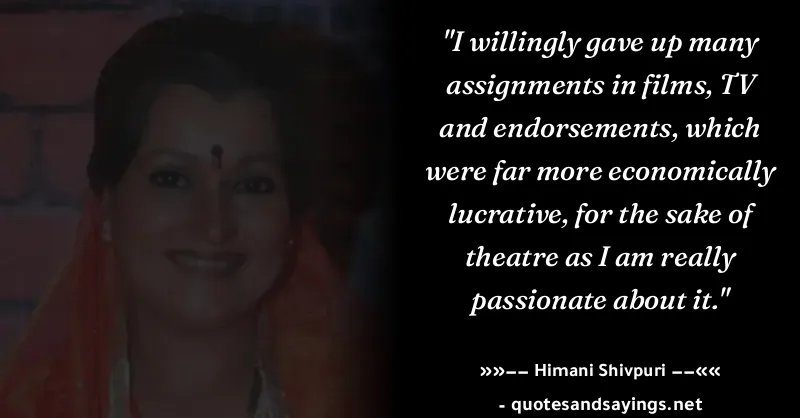 "I willingly gave up many
assignments in films, TV
and endorsements, which
were far more economically
lucrative, for the sake of
theatre as I am really
passionate about it."
»»−− Himani Shivpuri −−««
- quotesandsayings.net